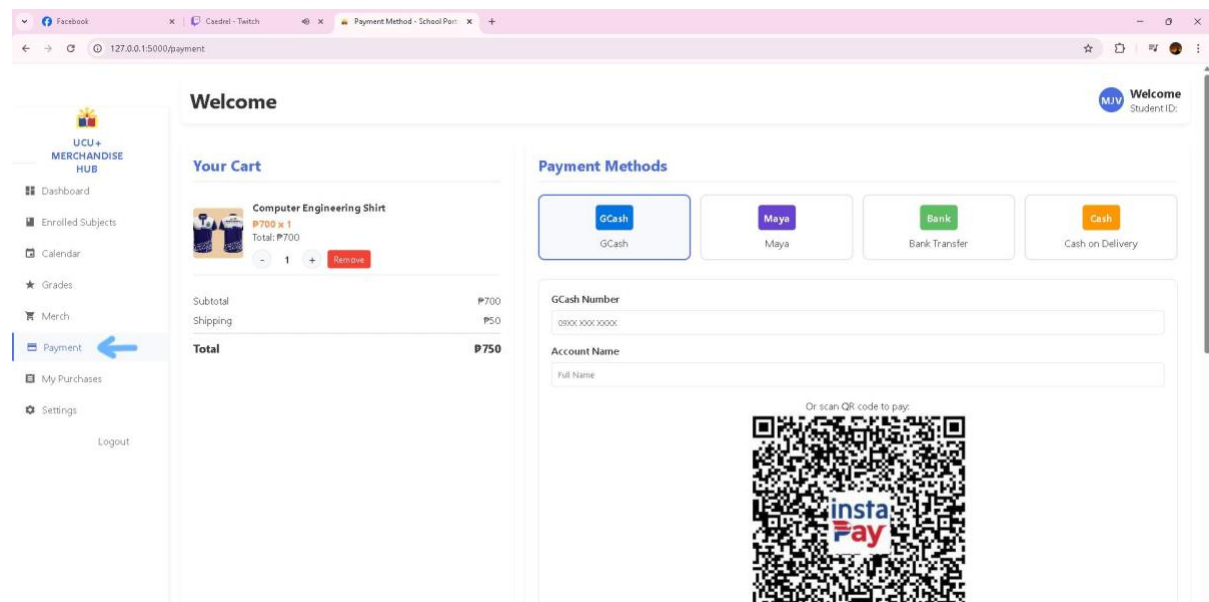 Facebook
Caedrel - Twitch
Payment Method - School Port
127.0.0.1:5000/payment
UCU+
MERCHANDISE
HUB
Dashboard
Enrolled Subjects
Calendar
Grades
Merch
Payment
My Purchases
Settings
Logout
Welcome
MJV
Welcome
Student ID:
Your Cart
Computer Engineering Shirt
₱700 x 1
Total: ₱700
- 1 + Remove
Subtotal ₱700
Shipping ₱50
Total ₱750
Payment Methods
GCash
GCash
Maya
Maya
Bank
Bank Transfer
Cash
Cash on Delivery
GCash Number
09XX XXX XXXX
Account Name
Full Name
Or scan QR code to pay:
insta
Pay